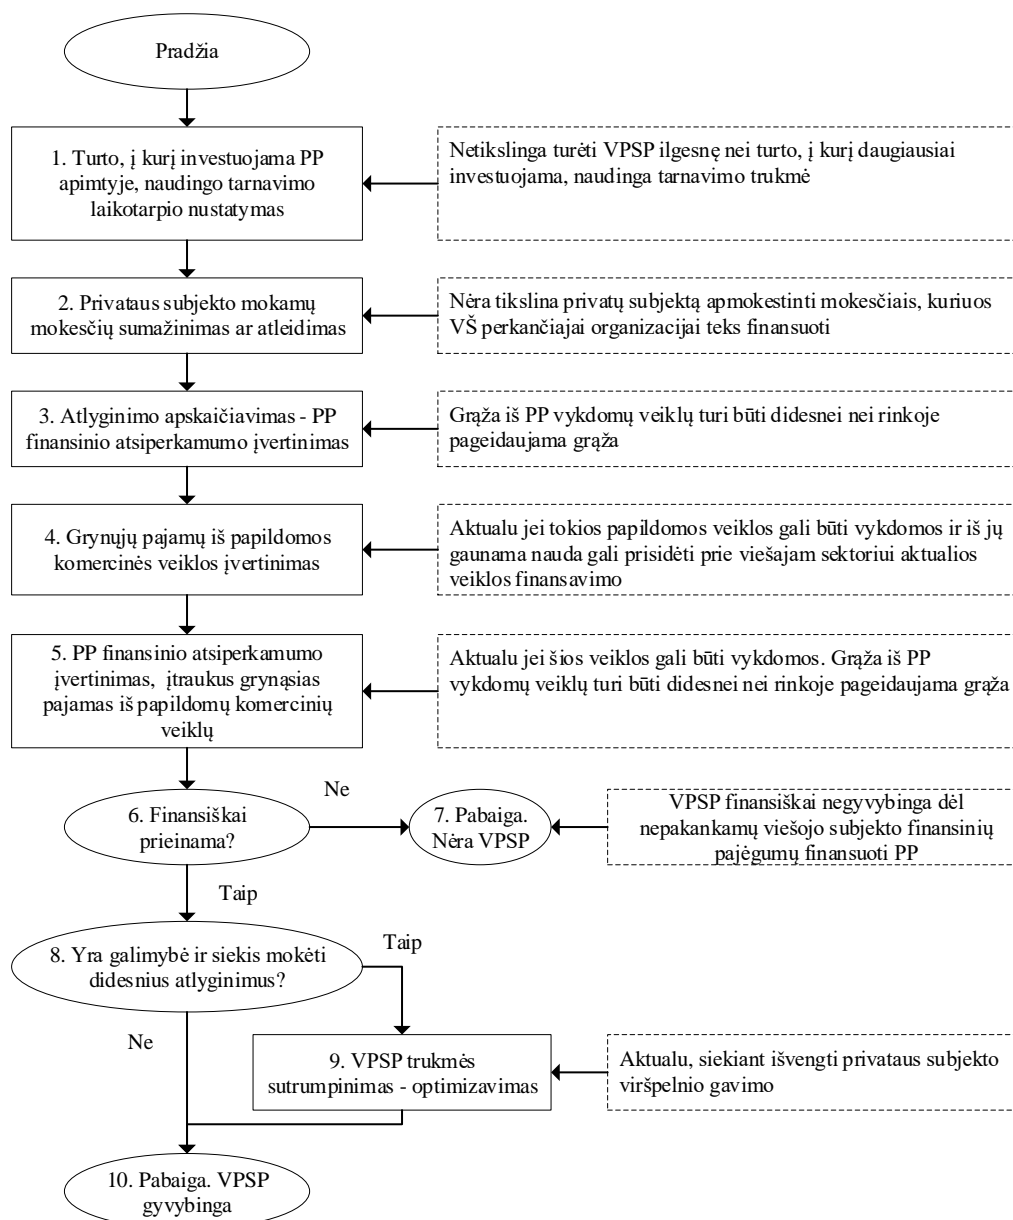 Pradžia
1. Turto, į kurį investuojama PP
apimtyje, naudingo tarnavimo
laikotarpio nustatymas
Netikslinga turėti VPSP ilgesnę nei turto, į kurį daugiausiai
investuojama, naudinga tarnavimo trukmė
2. Privataus subjekto mokamų
mokesčių sumažinimas ar atleidimas
Nėra tikslina privatų subjektą apmokestinti mokesčiais, kuriuos
VŠ perkančiajai organizacijai teks finansuoti
3. Atlyginimo apskaičiavimas - PP
finansinio atsiperkamumo įvertinimas
Grąža iš PP vykdomų veiklų turi būti didesnei nei rinkoje
pageidaujama grąža
4. Grynųjų pajamų iš papildomos
komercinės veiklos įvertinimas
Aktualu jei tokios papildomos veiklos gali būti vykdomos ir iš jų
gaunama nauda gali prisidėti prie viešajam sektoriui aktualios
veiklos finansavimo
5. PP finansinio atsiperkamumo
įvertinimas, įtraukus grynąsias
pajamas iš papildomų komercinių
veiklų
Aktualu jei šios veiklos gali būti vykdomos. Grąža iš PP
vykdomų veiklų turi būti didesnei nei rinkoje pageidaujama grąža
6. Finansiškai
prieinama?
Ne
7. Pabaiga.
Nėra VPSP
VPSP finansiškai negyvybinga dėl
nepakankamų viešojo subjekto finansinių
pajėgumų finansuoti PP
Taip
8. Yra galimybė ir siekis mokėti
didesnius atlyginimus?
Taip
Ne
9. VPSP trukmės
sutrumpinimas - optimizavimas
Aktualu, siekiant išvengti privataus subjekto
viršpelnio gavimo
10. Pabaiga. VPSP
gyvybinga